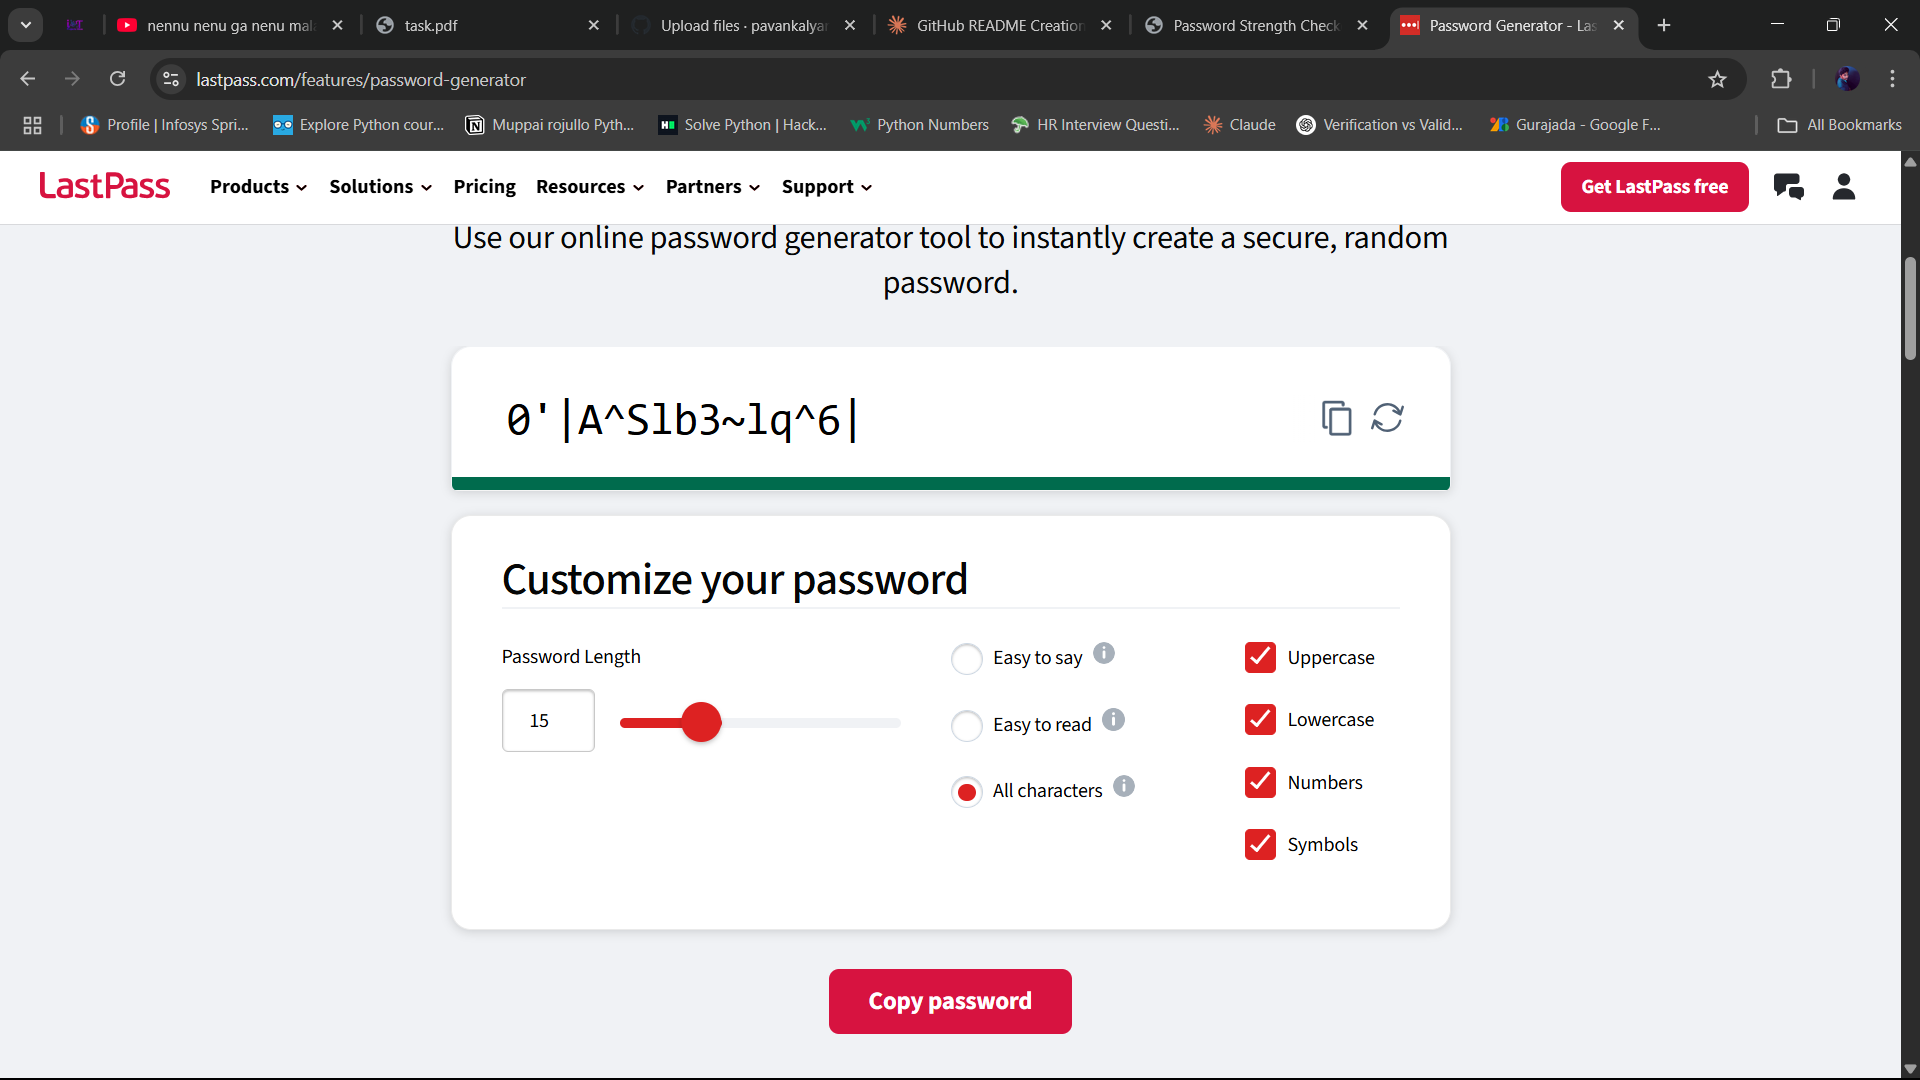 nennu nenu ga nenu mal
task.pdf
Upload files · pavankalyan
GitHub README Creation
Password Strength Check
Password Generator - Las
lastpass.com/features/password-generator
Profile | Infosys Spri...
Explore Python cour...
Muppai rojullo Pyth...
Solve Python | Hack...
Python Numbers
HR Interview Questi...
Claude
Verification vs Valid...
Gurajada - Google F...
All Bookmarks
LastPass
Products
Solutions
Pricing
Resources
Partners
Support
Get LastPass free
Use our online password generator tool to instantly create a secure, random
password.
0'|A^Slb3~lq^6|
Customize your password
Password Length
15
Easy to say
Easy to read
All characters
Uppercase
Lowercase
Numbers
Symbols
Copy password